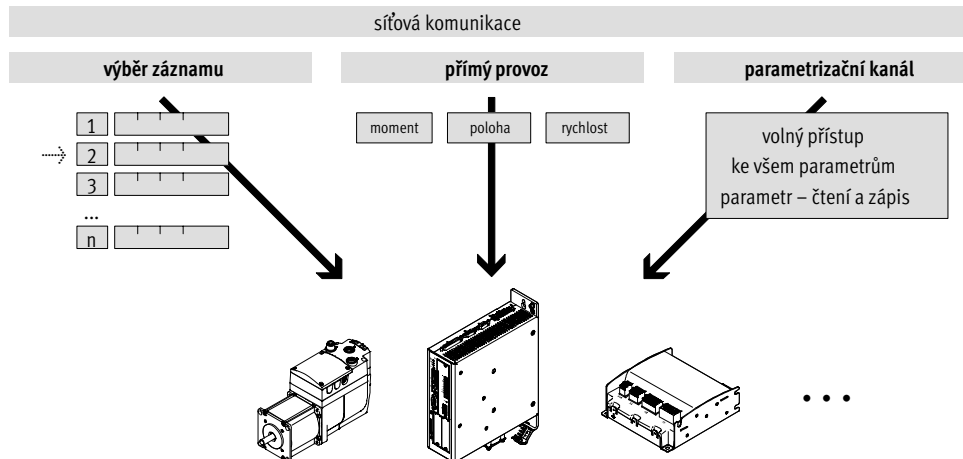 síťová komunikace
výběr záznamu
přímý provoz
parametrizační kanál
1
2
3
...
n
moment
poloha
rychlost
volný přístup
ke všem parametrům
parametr – čtení a zápis
• • •